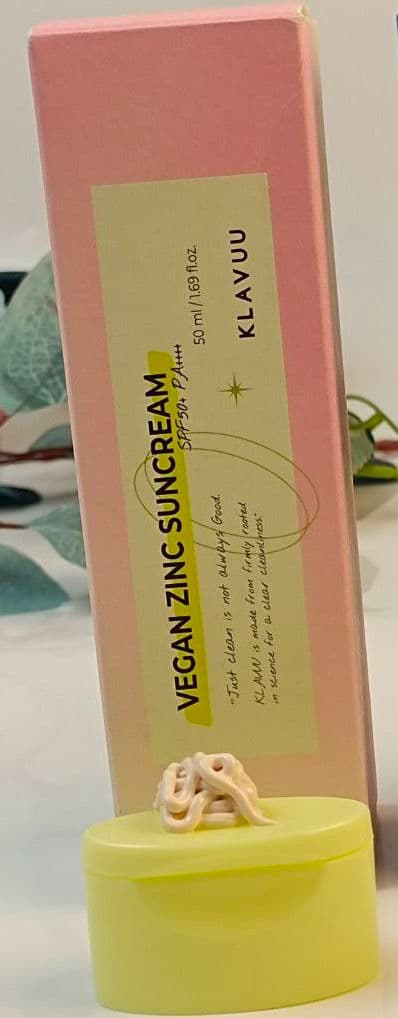 VEGAN ZINC SUNCREAM
SPF50+ PA++++
50 ml / 1.69 fl.oz.
"Just clean is not always Good.
KLAVUU is made from firmly rooted
in science for a clear cleanliness."
KLAVUU